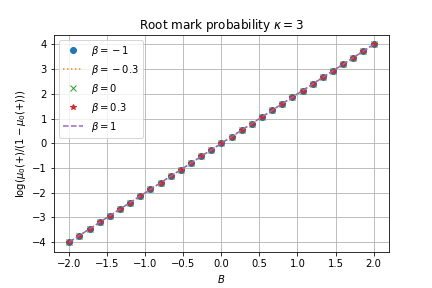 Root mark probability κ = 3
log(μ₀(+)/(1 − μ₀(+)))
4
3
2
1
0
−1
−2
−3
−4
β = −1
β = −0.3
β = 0
β = 0.3
β = 1
−2.0 −1.5 −1.0 −0.5 0.0 0.5 1.0 1.5 2.0
B